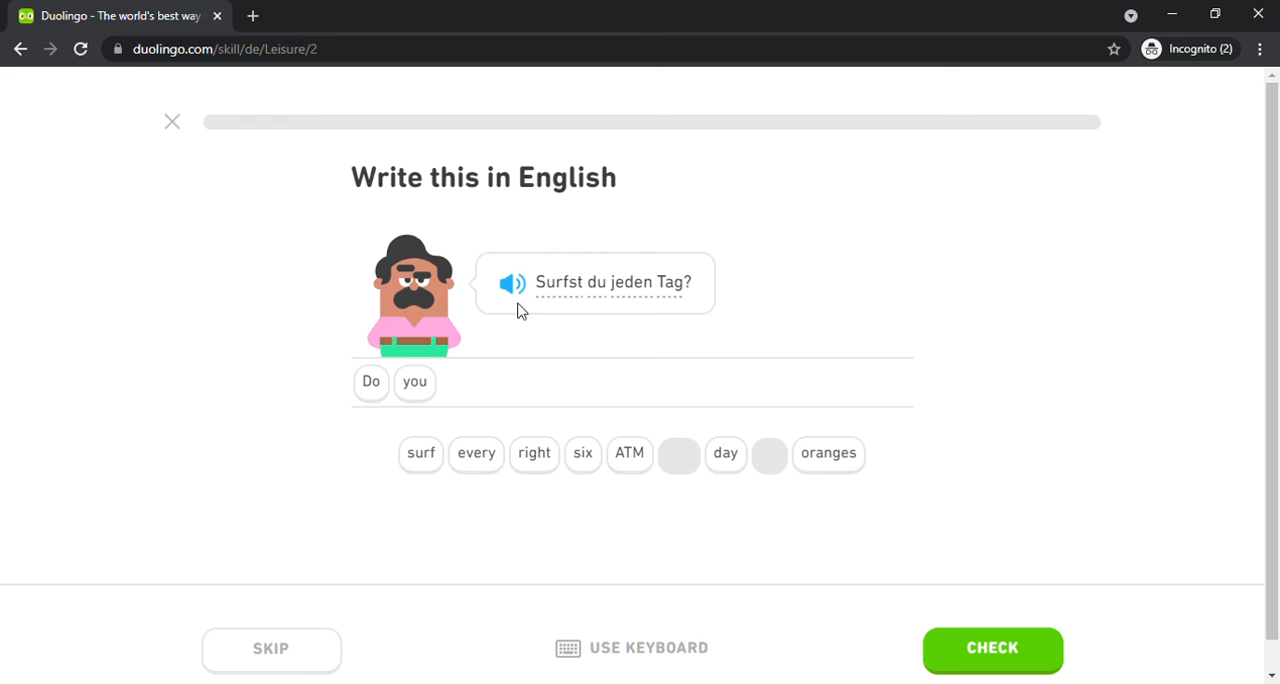 Duolingo - The world's best way
duolingo.com/skill/de/Leisure/2
Incognito (2)
Write this in English
Surfst du jeden Tag?
Do you
surf every right six ATM day oranges
SKIP
USE KEYBOARD
CHECK